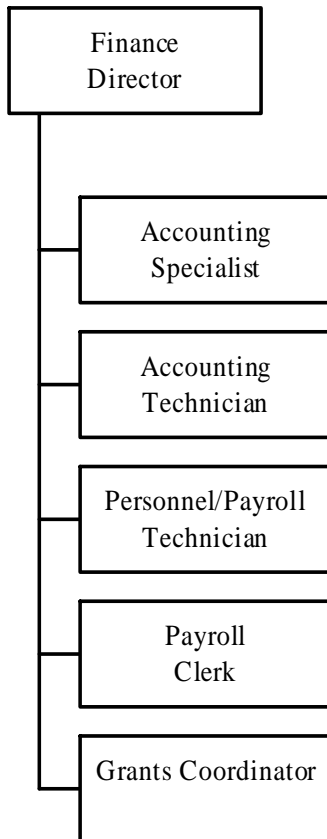 Finance
Director
Accounting
Specialist
Accounting
Technician
Personnel/Payroll
Technician
Payroll
Clerk
Grants Coordinator